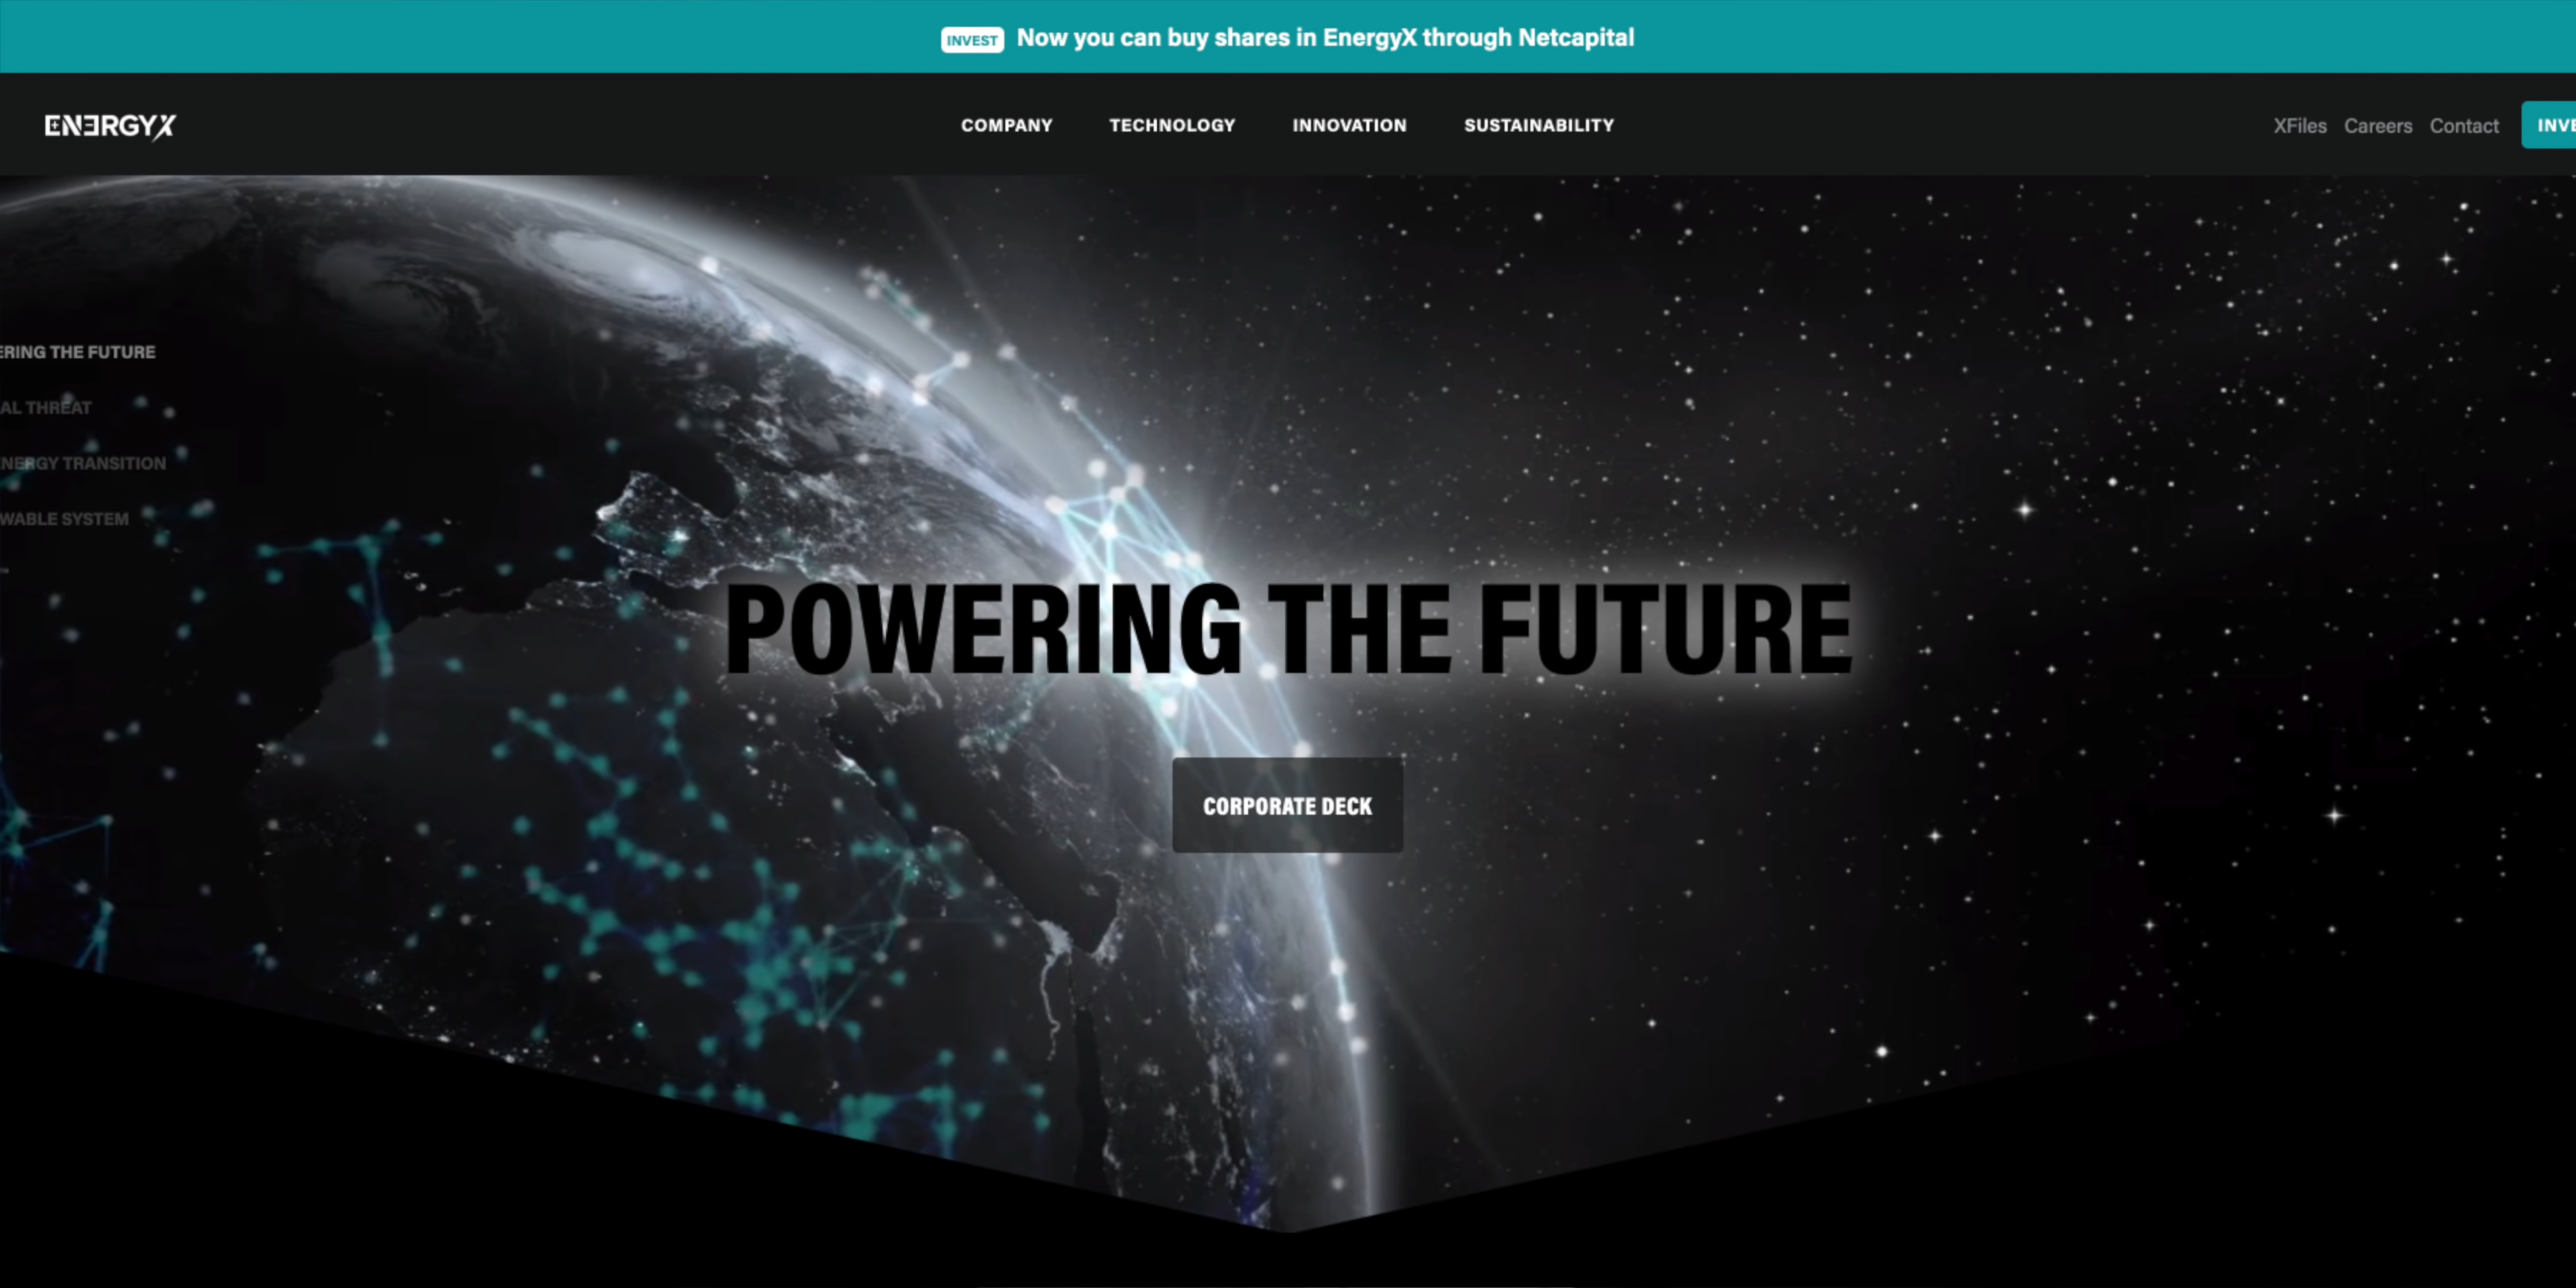 INVEST Now you can buy shares in EnergyX through Netcapital
ENERGYX COMPANY TECHNOLOGY INNOVATION SUSTAINABILITY XFiles Careers Contact INVE
ERING THE FUTURE
AL THREAT
NERGY TRANSITION
WABLE SYSTEM
POWERING THE FUTURE
CORPORATE DECK